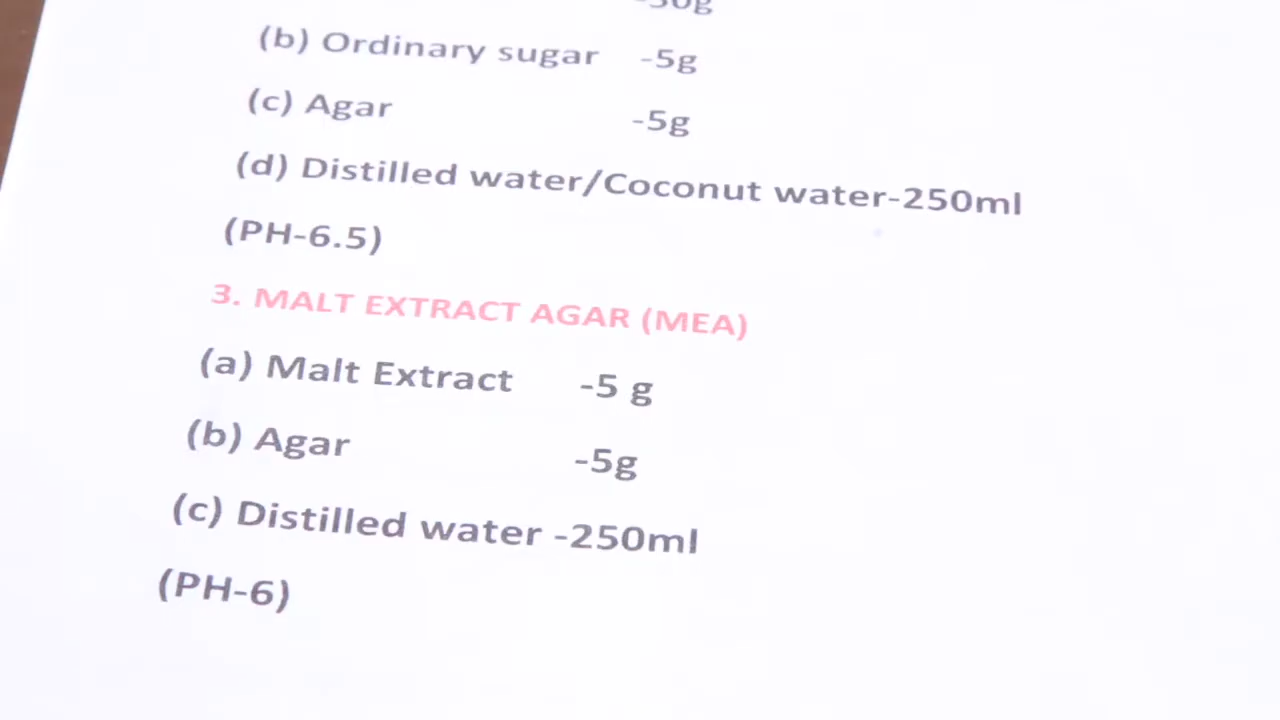 (b) Ordinary sugar -5g
(c) Agar -5g
(d) Distilled water/Coconut water-250ml
(PH-6.5)
3. MALT EXTRACT AGAR (MEA)
(a) Malt Extract -5 g
(b) Agar -5g
(c) Distilled water -250ml
(PH-6)